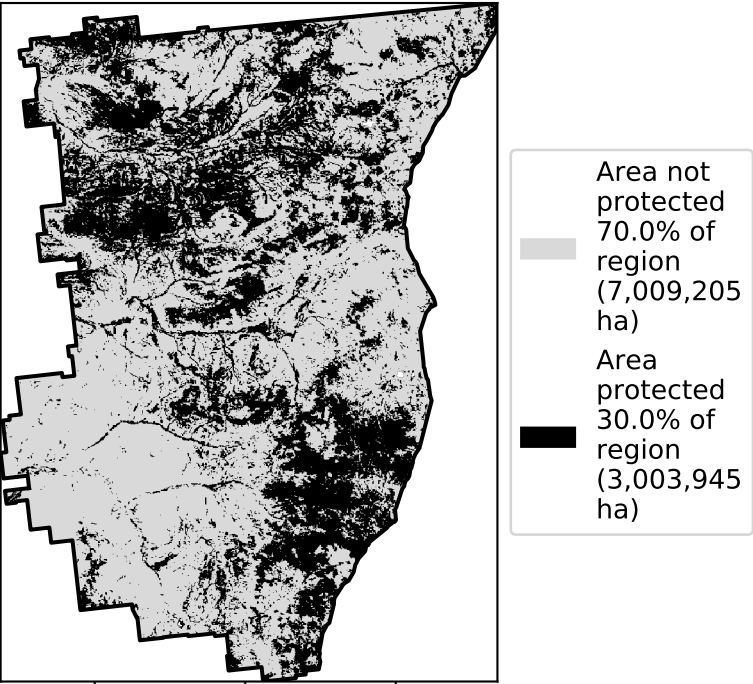 Area not
protected
70.0% of
region
(7,009,205
ha)
Area
protected
30.0% of
region
(3,003,945
ha)